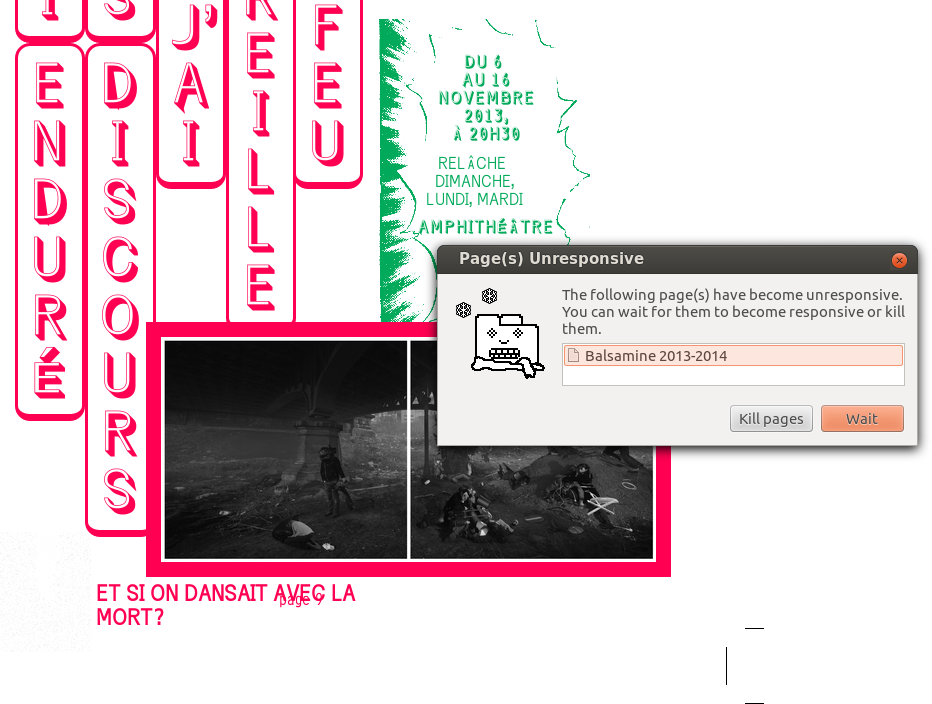 ENDURÉ
S
DISCOURS
J'
AI
EILLE
FEU
DU 6
AU 16
NOVEMBRE
2013,
À 20H30
RELÂCHE
DIMANCHE,
LUNDI, MARDI
AMPHITHÉÂTRE
Page(s) Unresponsive
The following page(s) have become unresponsive.
You can wait for them to become responsive or kill
them.
Balsamine 2013-2014
Kill pages
Wait
ET SI ON DANSAIT AVEC LA
MORT?
page 9